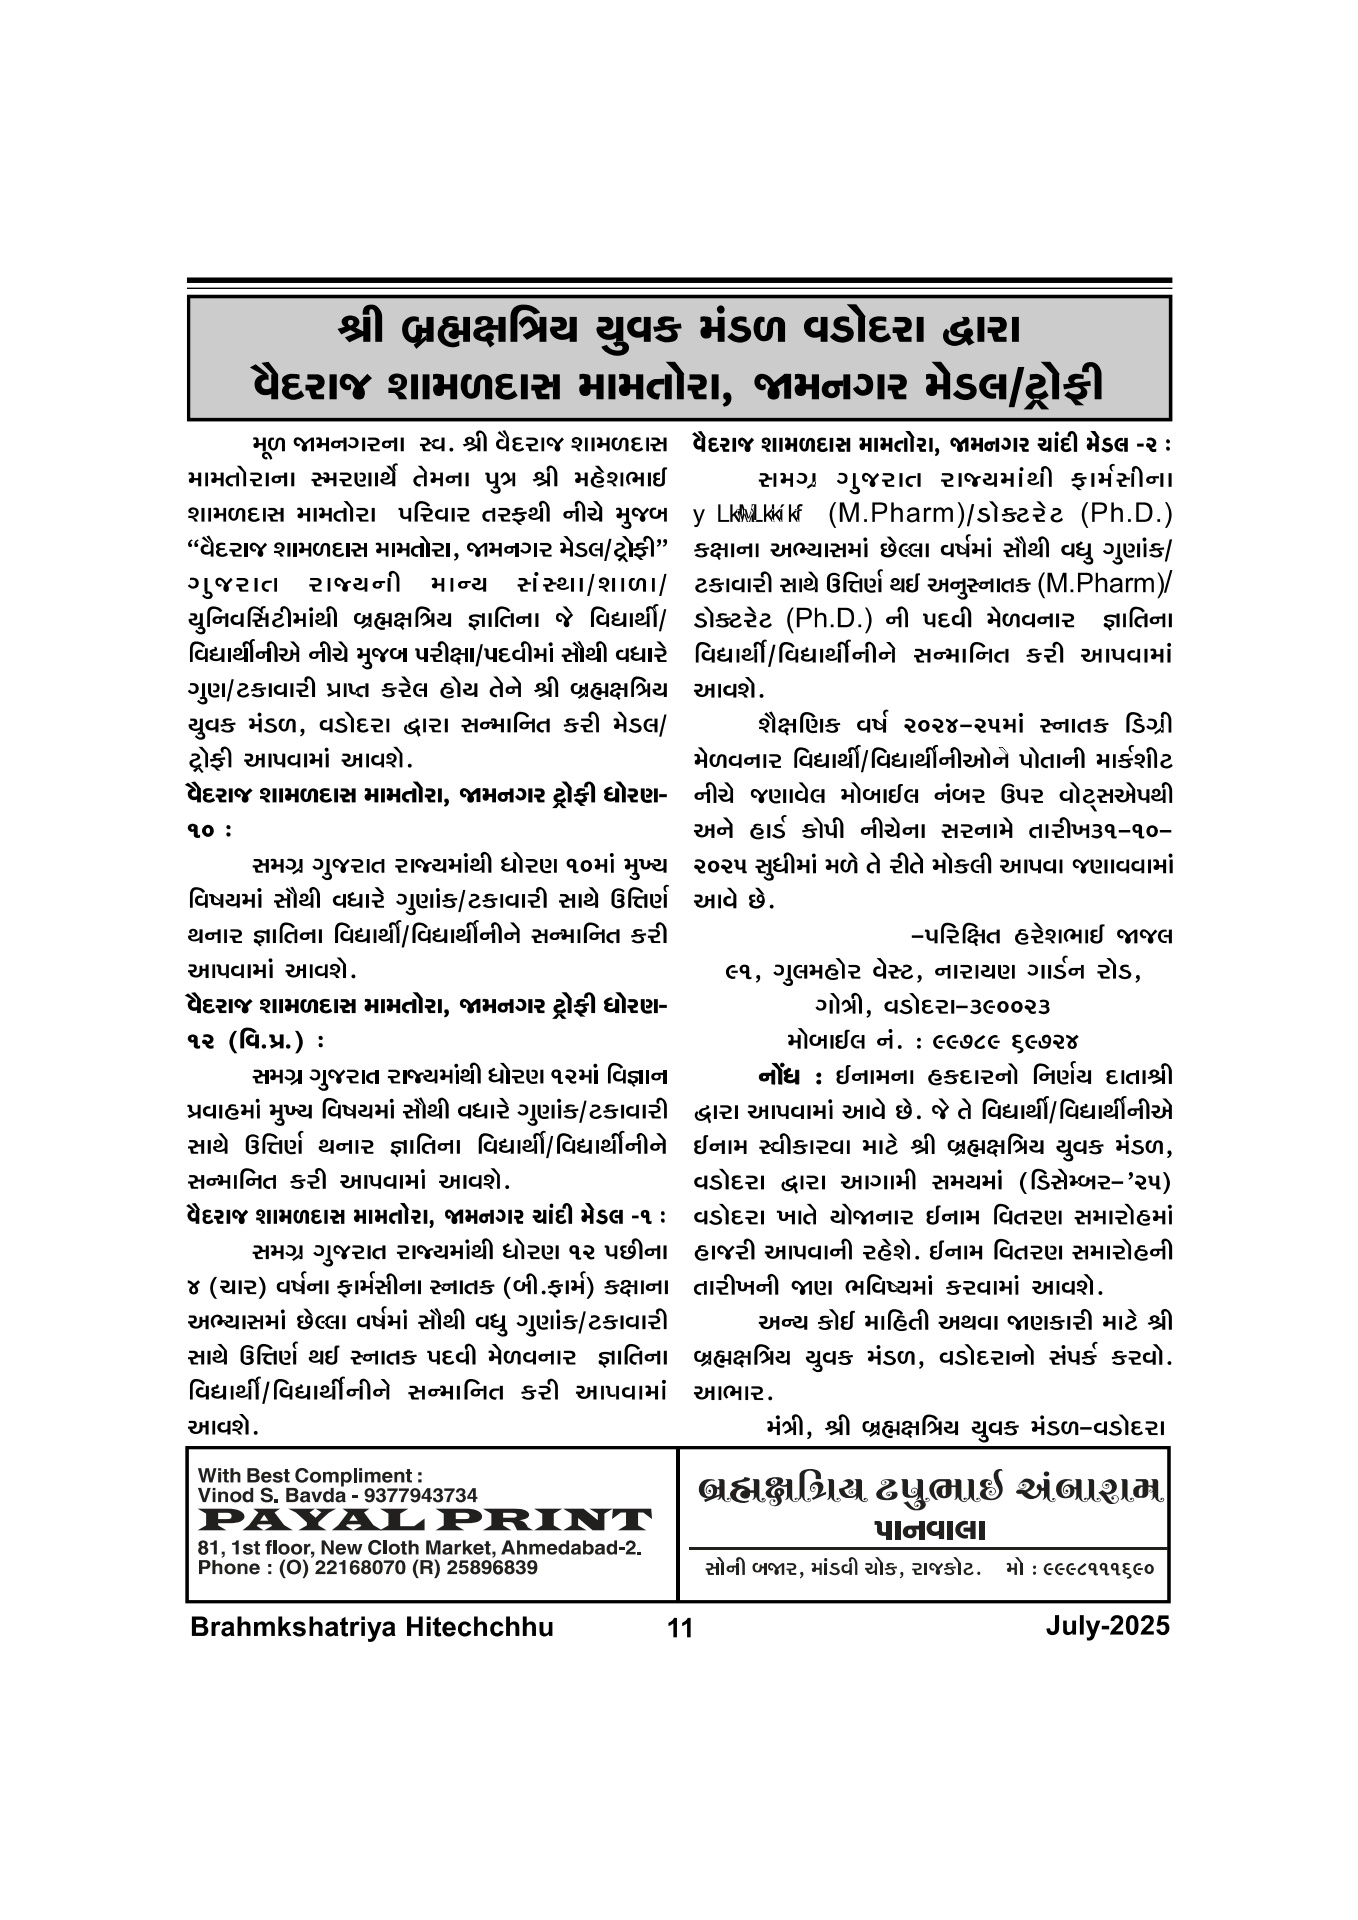 શ્રી બ્રહ્મક્ષત્રિય યુવક મંડળ વડોદરા દ્વારા
વૈદરાજ શામળદાસ મામતોરા, જામનગર મેડલ/ટ્રોફી
મૂળ જામનગરના સ્વ. શ્રી વૈદરાજ શામળદાસ
મામતોરાના સ્મરણાર્થે તેમના પુત્ર શ્રી મહેશભાઈ
શામળદાસ મામતોરા પરિવાર તરફથી નીચે મુજબ
“વૈદરાજ શામળદાસ મામતોરા, જામનગર મેડલ/ટ્રોફી”
ગુજરાત રાજ્યની માન્ય સંસ્થા/શાળા/
યુનિવર્સિટીમાંથી બ્રહ્મક્ષત્રિય જ્ઞાતિના જે વિદ્યાર્થી/
વિદ્યાર્થીનીએ નીચે મુજબ પરીક્ષા/પદવીમાં સૌથી વધારે
ગુણ/ટકાવારી પ્રાપ્ત કરેલ હોય તેને શ્રી બ્રહ્મક્ષત્રિય
યુવક મંડળ, વડોદરા દ્વારા સન્માનિત કરી મેડલ/
ટ્રોફી આપવામાં આવશે.
વૈદરાજ શામળદાસ મામતોરા, જામનગર ટ્રોફી ધોરણ-
૧૦ :
સમગ્ર ગુજરાત રાજ્યમાંથી ધોરણ ૧૦માં મુખ્ય
વિષયમાં સૌથી વધારે ગુણાંક/ટકાવારી સાથે ઉત્તિર્ણ
થનાર જ્ઞાતિના વિદ્યાર્થી/વિદ્યાર્થીનીને સન્માનિત કરી
આપવામાં આવશે.
વૈદરાજ શામળદાસ મામતોરા, જામનગર ટ્રોફી ધોરણ-
૧૨ (વિ.પ્ર.) :
સમગ્ર ગુજરાત રાજ્યમાંથી ધોરણ ૧૨માં વિજ્ઞાન
પ્રવાહમાં મુખ્ય વિષયમાં સૌથી વધારે ગુણાંક/ટકાવારી
સાથે ઉત્તિર્ણ થનાર જ્ઞાતિના વિદ્યાર્થી/વિદ્યાર્થીનીને
સન્માનિત કરી આપવામાં આવશે.
વૈદરાજ શામળદાસ મામતોરા, જામનગર ચાંદી મેડલ -૧ :
સમગ્ર ગુજરાત રાજ્યમાંથી ધોરણ ૧૨ પછીના
૪ (ચાર) વર્ષના ફાર્મસીના સ્નાતક (બી.ફાર્મ) કક્ષાના
અભ્યાસમાં છેલ્લા વર્ષમાં સૌથી વધુ ગુણાંક/ટકાવારી
સાથે ઉત્તિર્ણ થઈ સ્નાતક પદવી મેળવનાર જ્ઞાતિના
વિદ્યાર્થી/વિદ્યાર્થીનીને સન્માનિત કરી આપવામાં
આવશે.
વૈદરાજ શામળદાસ મામતોરા, જામનગર ચાંદી મેડલ -૨ :
સમગ્ર ગુજરાત રાજ્યમાંથી ફાર્મસીના
(M.Pharm)/ડોક્ટરેટ (Ph.D.)
કક્ષાના અભ્યાસમાં છેલ્લા વર્ષમાં સૌથી વધુ ગુણાંક/
ટકાવારી સાથે ઉત્તિર્ણ થઈ અનુસ્નાતક (M.Pharm)/
ડોક્ટરેટ (Ph.D.) ની પદવી મેળવનાર જ્ઞાતિના
વિદ્યાર્થી/વિદ્યાર્થીનીને સન્માનિત કરી આપવામાં
આવશે.
શૈક્ષણિક વર્ષ ૨૦૨૪–૨૫માં સ્નાતક ડિગ્રી
મેળવનાર વિદ્યાર્થી/વિદ્યાર્થીનીઓને પોતાની માર્કશીટ
નીચે જણાવેલ મોબાઈલ નંબર ઉપર વોટ્સએપથી
અને હાર્ડ કોપી નીચેના સરનામે તારીખ૩૧–૧૦–
૨૦૨૫ સુધીમાં મળે તે રીતે મોકલી આપવા જણાવવામાં
આવે છે.
–પરિક્ષિત હરેશભાઈ જાજલ
૯૧, ગુલમહોર વેસ્ટ, નારાયણ ગાર્ડન રોડ,
ગોત્રી, વડોદરા–૩૯૦૦૨૩
મોબાઈલ નં. : ૯૯૭૮૯ ૬૯૭૨૪
નોંધ : ઈનામના હકદારનો નિર્ણય દાતાશ્રી
દ્વારા આપવામાં આવે છે. જે તે વિદ્યાર્થી/વિદ્યાર્થીનીએ
ઈનામ સ્વીકારવા માટે શ્રી બ્રહ્મક્ષત્રિય યુવક મંડળ,
વડોદરા દ્વારા આગામી સમયમાં (ડિસેમ્બર–’૨૫)
વડોદરા ખાતે યોજાનાર ઈનામ વિતરણ સમારોહમાં
હાજરી આપવાની રહેશે. ઈનામ વિતરણ સમારોહની
તારીખની જાણ ભવિષ્યમાં કરવામાં આવશે.
અન્ય કોઈ માહિતી અથવા જાણકારી માટે શ્રી
બ્રહ્મક્ષત્રિય યુવક મંડળ, વડોદરાનો સંપર્ક કરવો.
આભાર.
મંત્રી, શ્રી બ્રહ્મક્ષત્રિય યુવક મંડળ–વડોદરા
With Best Compliment :
Vinod S. Bavda - 9377943734
PAYAL PRINT
81, 1st floor, New Cloth Market, Ahmedabad-2.
Phone : (O) 22168070 (R) 25896839
બ્રહ્મક્ષત્રિય ટપુભાઈ અંબારામ
પાનવાલા
સોની બજાર, માંડવી ચોક, રાજકોટ. મો : ૯૯૯૮૧૧૧૬૯૦
Brahmkshatriya Hitechchhu 11 July-2025